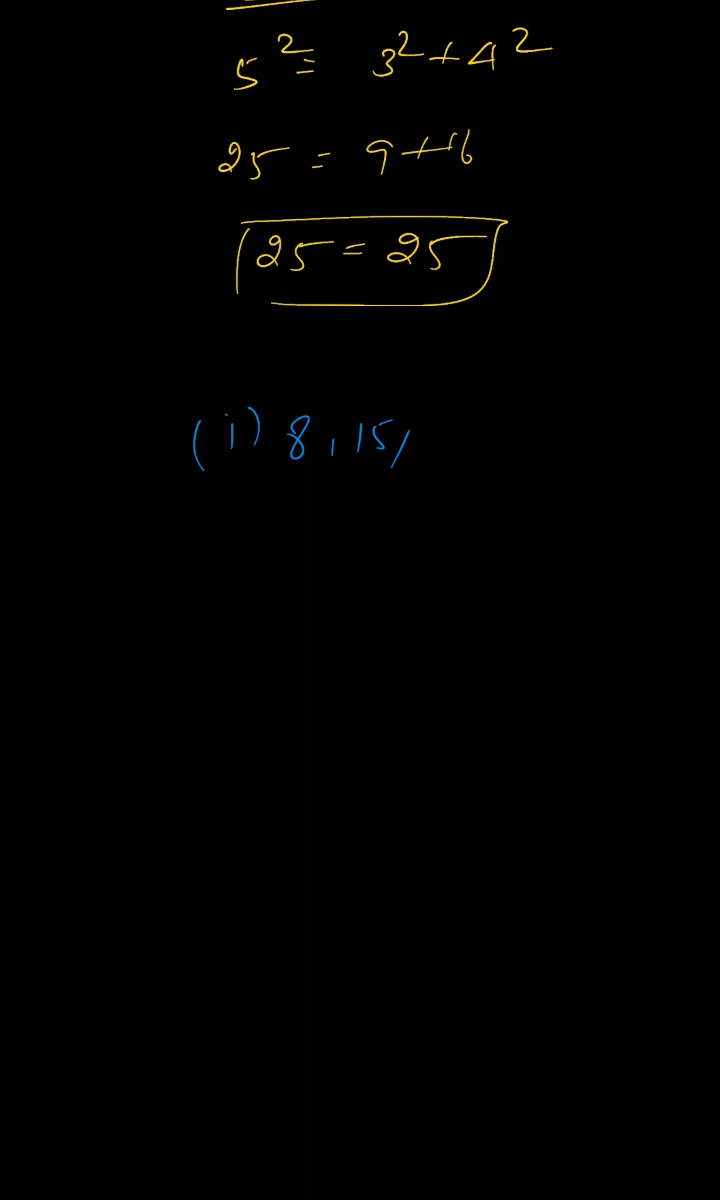 5² = 3² + 4²
25 = 9 + 16
25 = 25
(i) 8, 15,